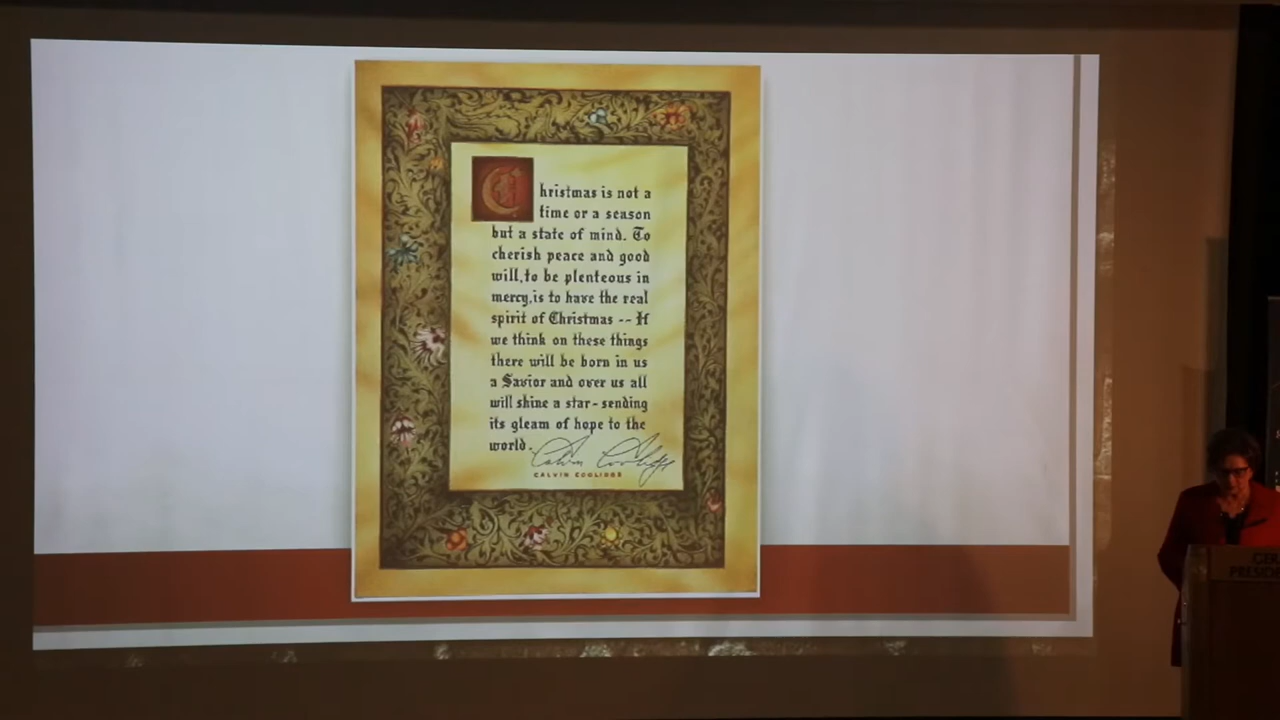 Christmas is not a
time or a season
but a state of mind. To
cherish peace and good
will, to be plenteous in
mercy, is to have the real
spirit of Christmas -- If
we think on these things
there will be born in us
a Savior and over us all
will shine a star - sending
its gleam of hope to the
world.
Calvin Coolidge
CALVIN COOLIDGE